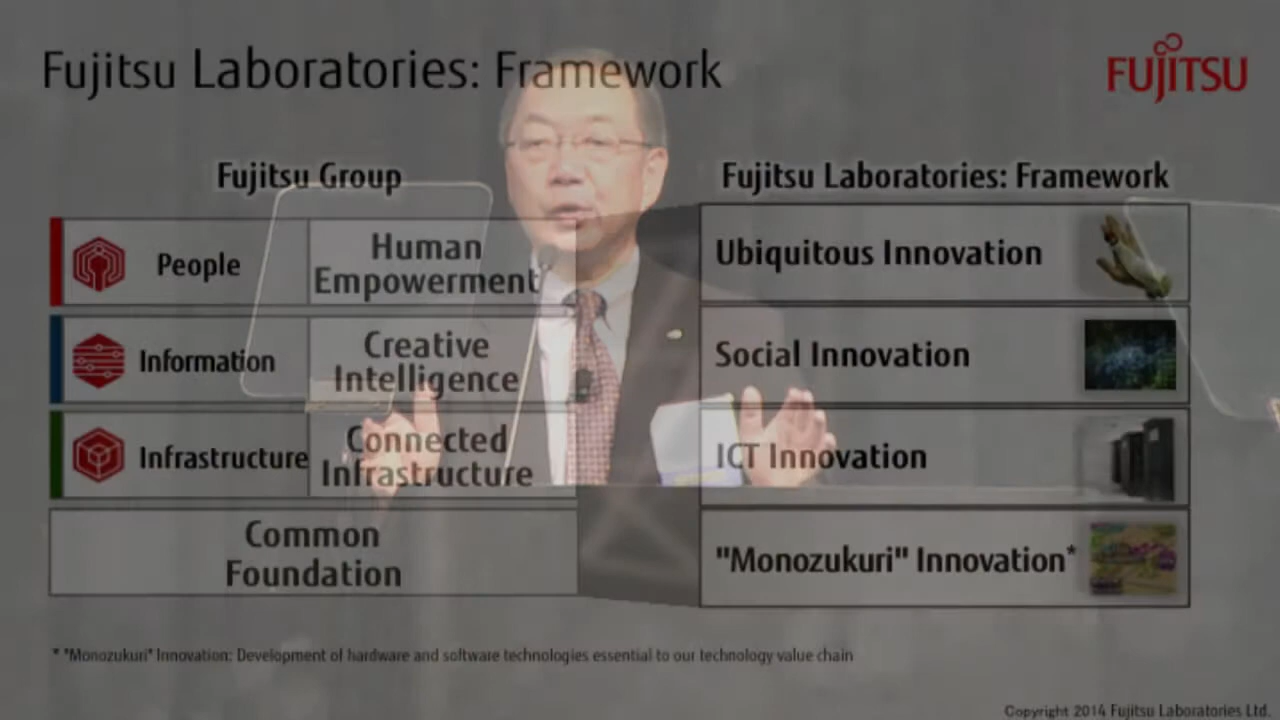 Fujitsu Laboratories: Framework
FUJITSU
Fujitsu Group
Fujitsu Laboratories: Framework
People
Human
Empowerment
Ubiquitous Innovation
Information
Creative
Intelligence
Social Innovation
Infrastructure
Connected
Infrastructure
ICT Innovation
Common
Foundation
"Monozukuri" Innovation*
* "Monozukuri" Innovation: Development of hardware and software technologies essential to our technology value chain
Copyright 2014 Fujitsu Laboratories Ltd.